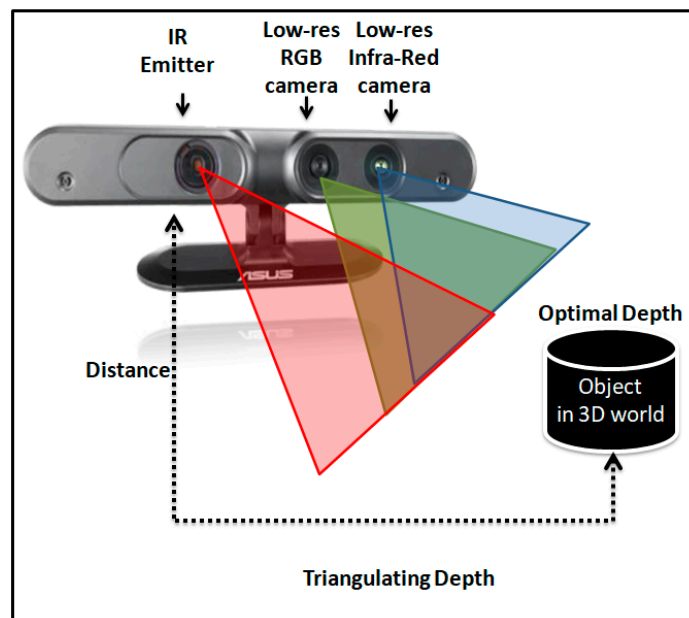 IR
Emitter
Low-res
RGB
camera
Low-res
Infra-Red
camera
ASUS
Optimal Depth
Distance
Object
in 3D world
Triangulating Depth